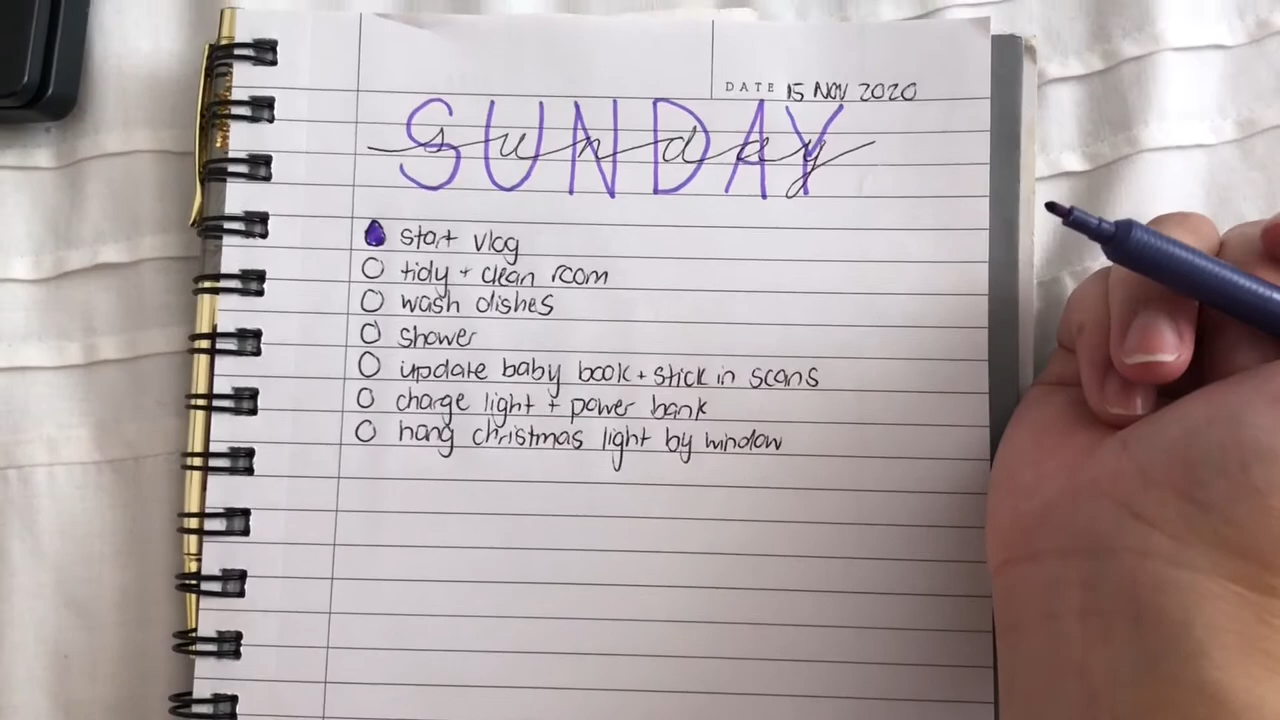 DATE 15 NOV 2020
SUNDAY
sunday
start vlog
tidy + clean room
wash dishes
shower
update baby book + stick in scans
charge light + power bank
hang christmas light by window